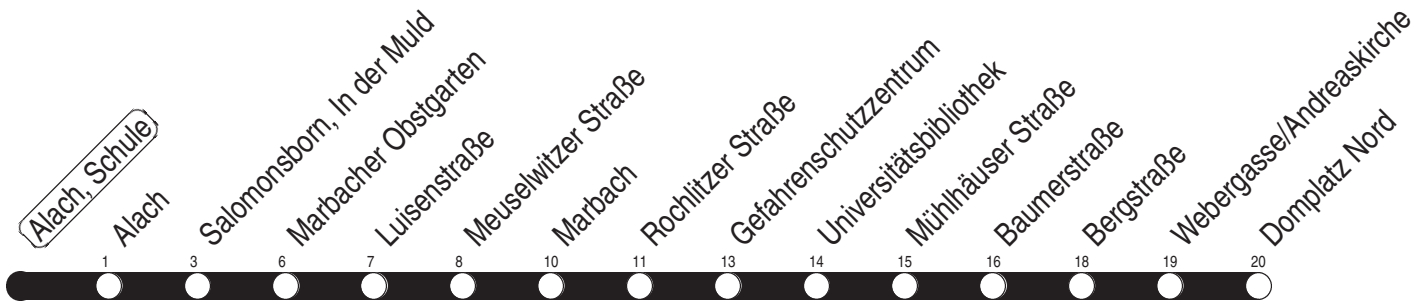 Alach, Schule
Alach
Salomonsborn, In der Muld
Marbacher Obstgarten
Luisenstraße
Meuselwitzer Straße
Marbach
Rochlitzer Straße
Gefahrenschutzzentrum
Universitätsbibliothek
Mühlhäuser Straße
Baumerstraße
Bergstraße
Webergasse/Andreaskirche
Domplatz Nord
1 3 6 7 8 10 11 13 14 15 16 18 19 20